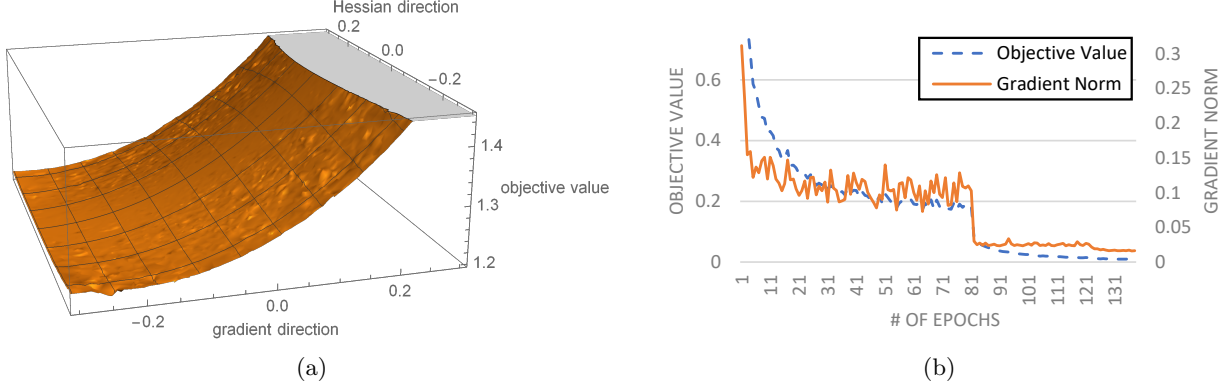 Hessian direction
0.2
0.0
−0.2
1.4
objective value
1.3
1.2
0.2
0.0
−0.2
gradient direction
(a)
Objective Value
Gradient Norm
OBJECTIVE VALUE
0.6
0.4
0.2
0
0.3
0.25
0.2
0.15
0.1
0.05
0
GRADIENT NORM
1 11 21 31 41 51 61 71 81 91 101 111 121 131
# OF EPOCHS
(b)